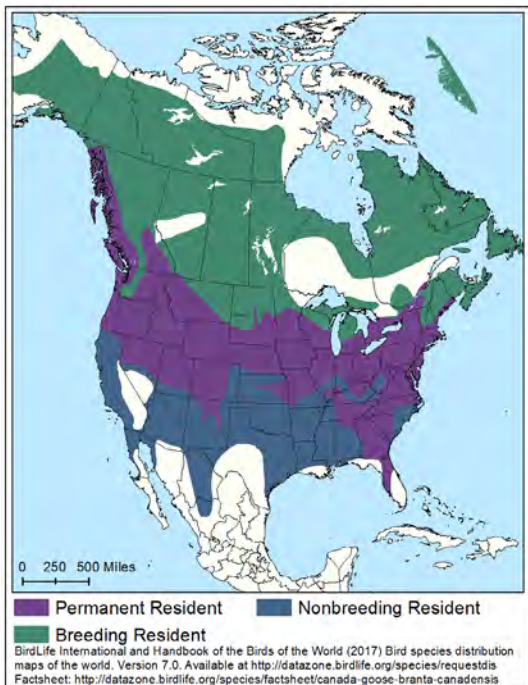 0 250 500 Miles
Permanent Resident
Nonbreeding Resident
Breeding Resident
BirdLife International and Handbook of the Birds of the World (2017) Bird species distribution
maps of the world. Version 7.0. Available at http://datazone.birdlife.org/species/requestdis
Factsheet: http://datazone.birdlife.org/species/factsheet/canada-goose-branta-canadensis